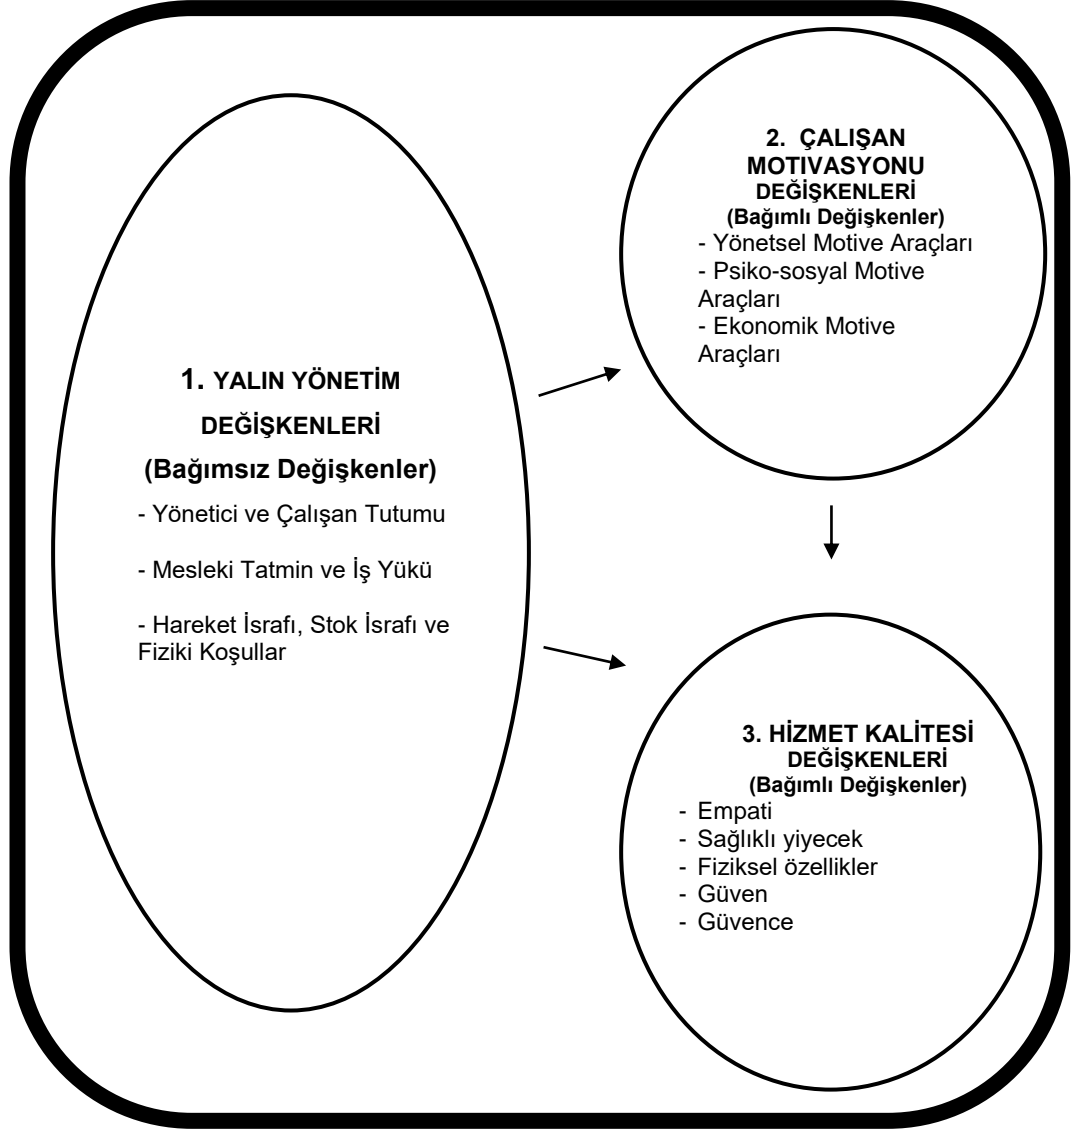 1. YALIN YÖNETİM
DEĞİŞKENLERİ
(Bağımsız Değişkenler)
- Yönetici ve Çalışan Tutumu
- Mesleki Tatmin ve İş Yükü
- Hareket İsrafı, Stok İsrafı ve
Fiziki Koşullar
2. ÇALIŞAN
MOTIVASYONU
DEĞİŞKENLERİ
(Bağımlı Değişkenler)
- Yönetsel Motive Araçları
- Psiko-sosyal Motive
Araçları
- Ekonomik Motive
Araçları
3. HİZMET KALİTESİ
DEĞİŞKENLERİ
(Bağımlı Değişkenler)
- Empati
- Sağlıklı yiyecek
- Fiziksel özellikler
- Güven
- Güvence